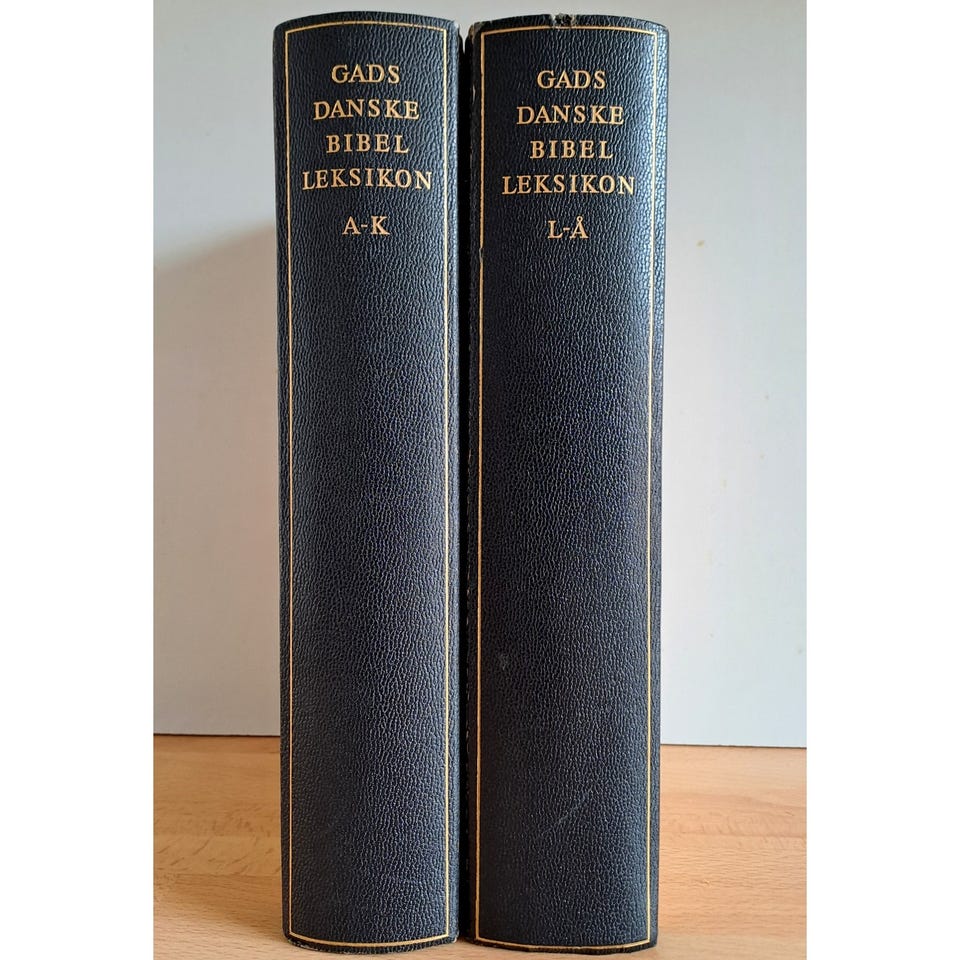 GADS
DANSKE
BIBEL
LEKSIKON
A-K
GADS
DANSKE
BIBEL
LEKSIKON
L-Å